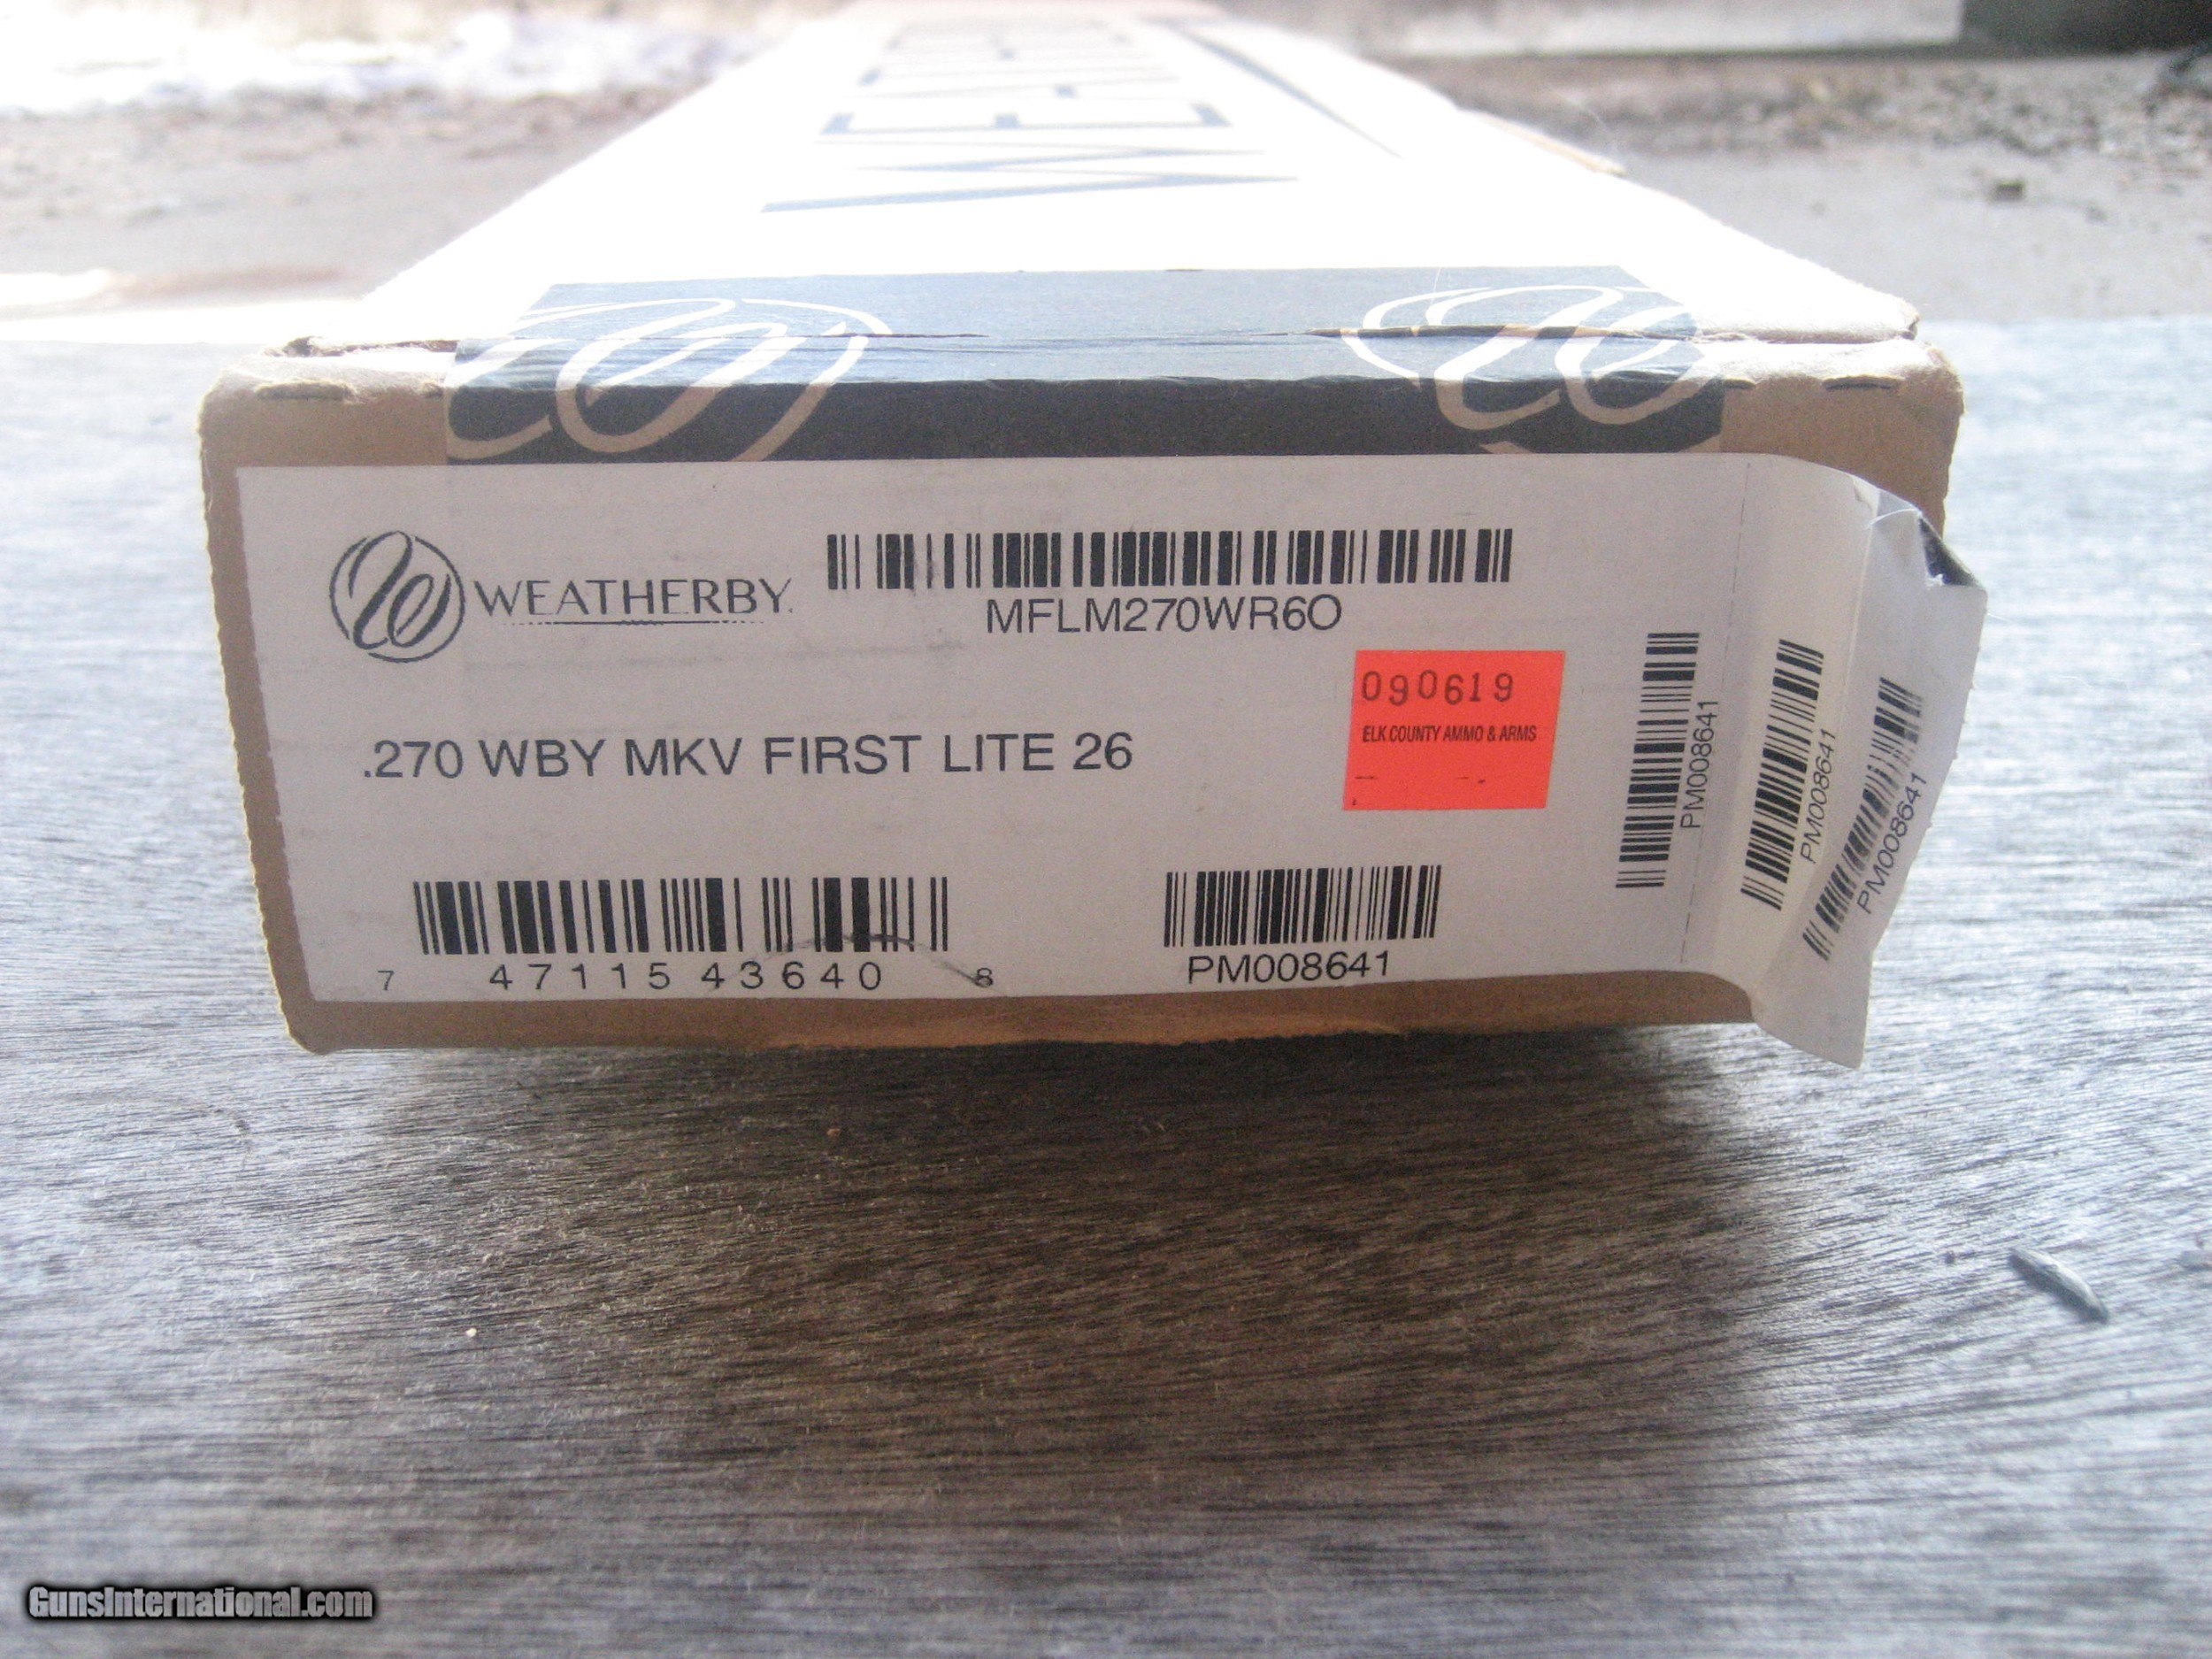 WEATHERBY
MFLM270WR6O
090619
ELK COUNTY AMMO & ARMS
.270 WBY MKV FIRST LITE 26
7 47115 43640 8
PM008641
PM008641
PM008641
PM008641
GunsInternational.com